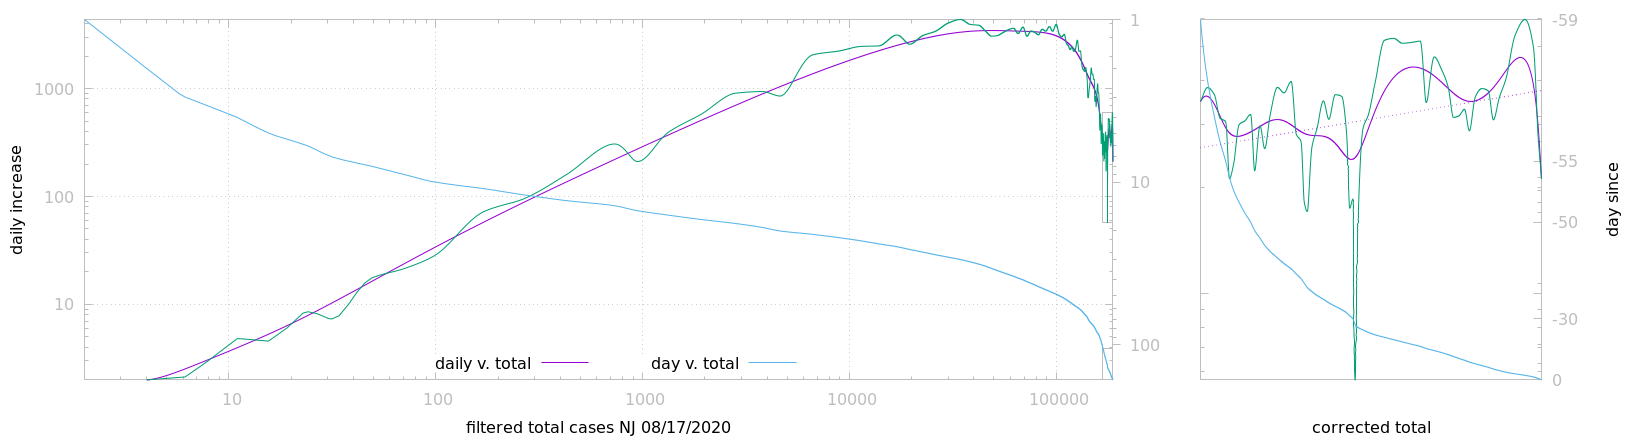 daily increase
1000
100
10
10
100
1000
10000
100000
1
10
100
daily v. total
day v. total
filtered total cases NJ 08/17/2020
-59
-55
-50
-30
0
day since
corrected total